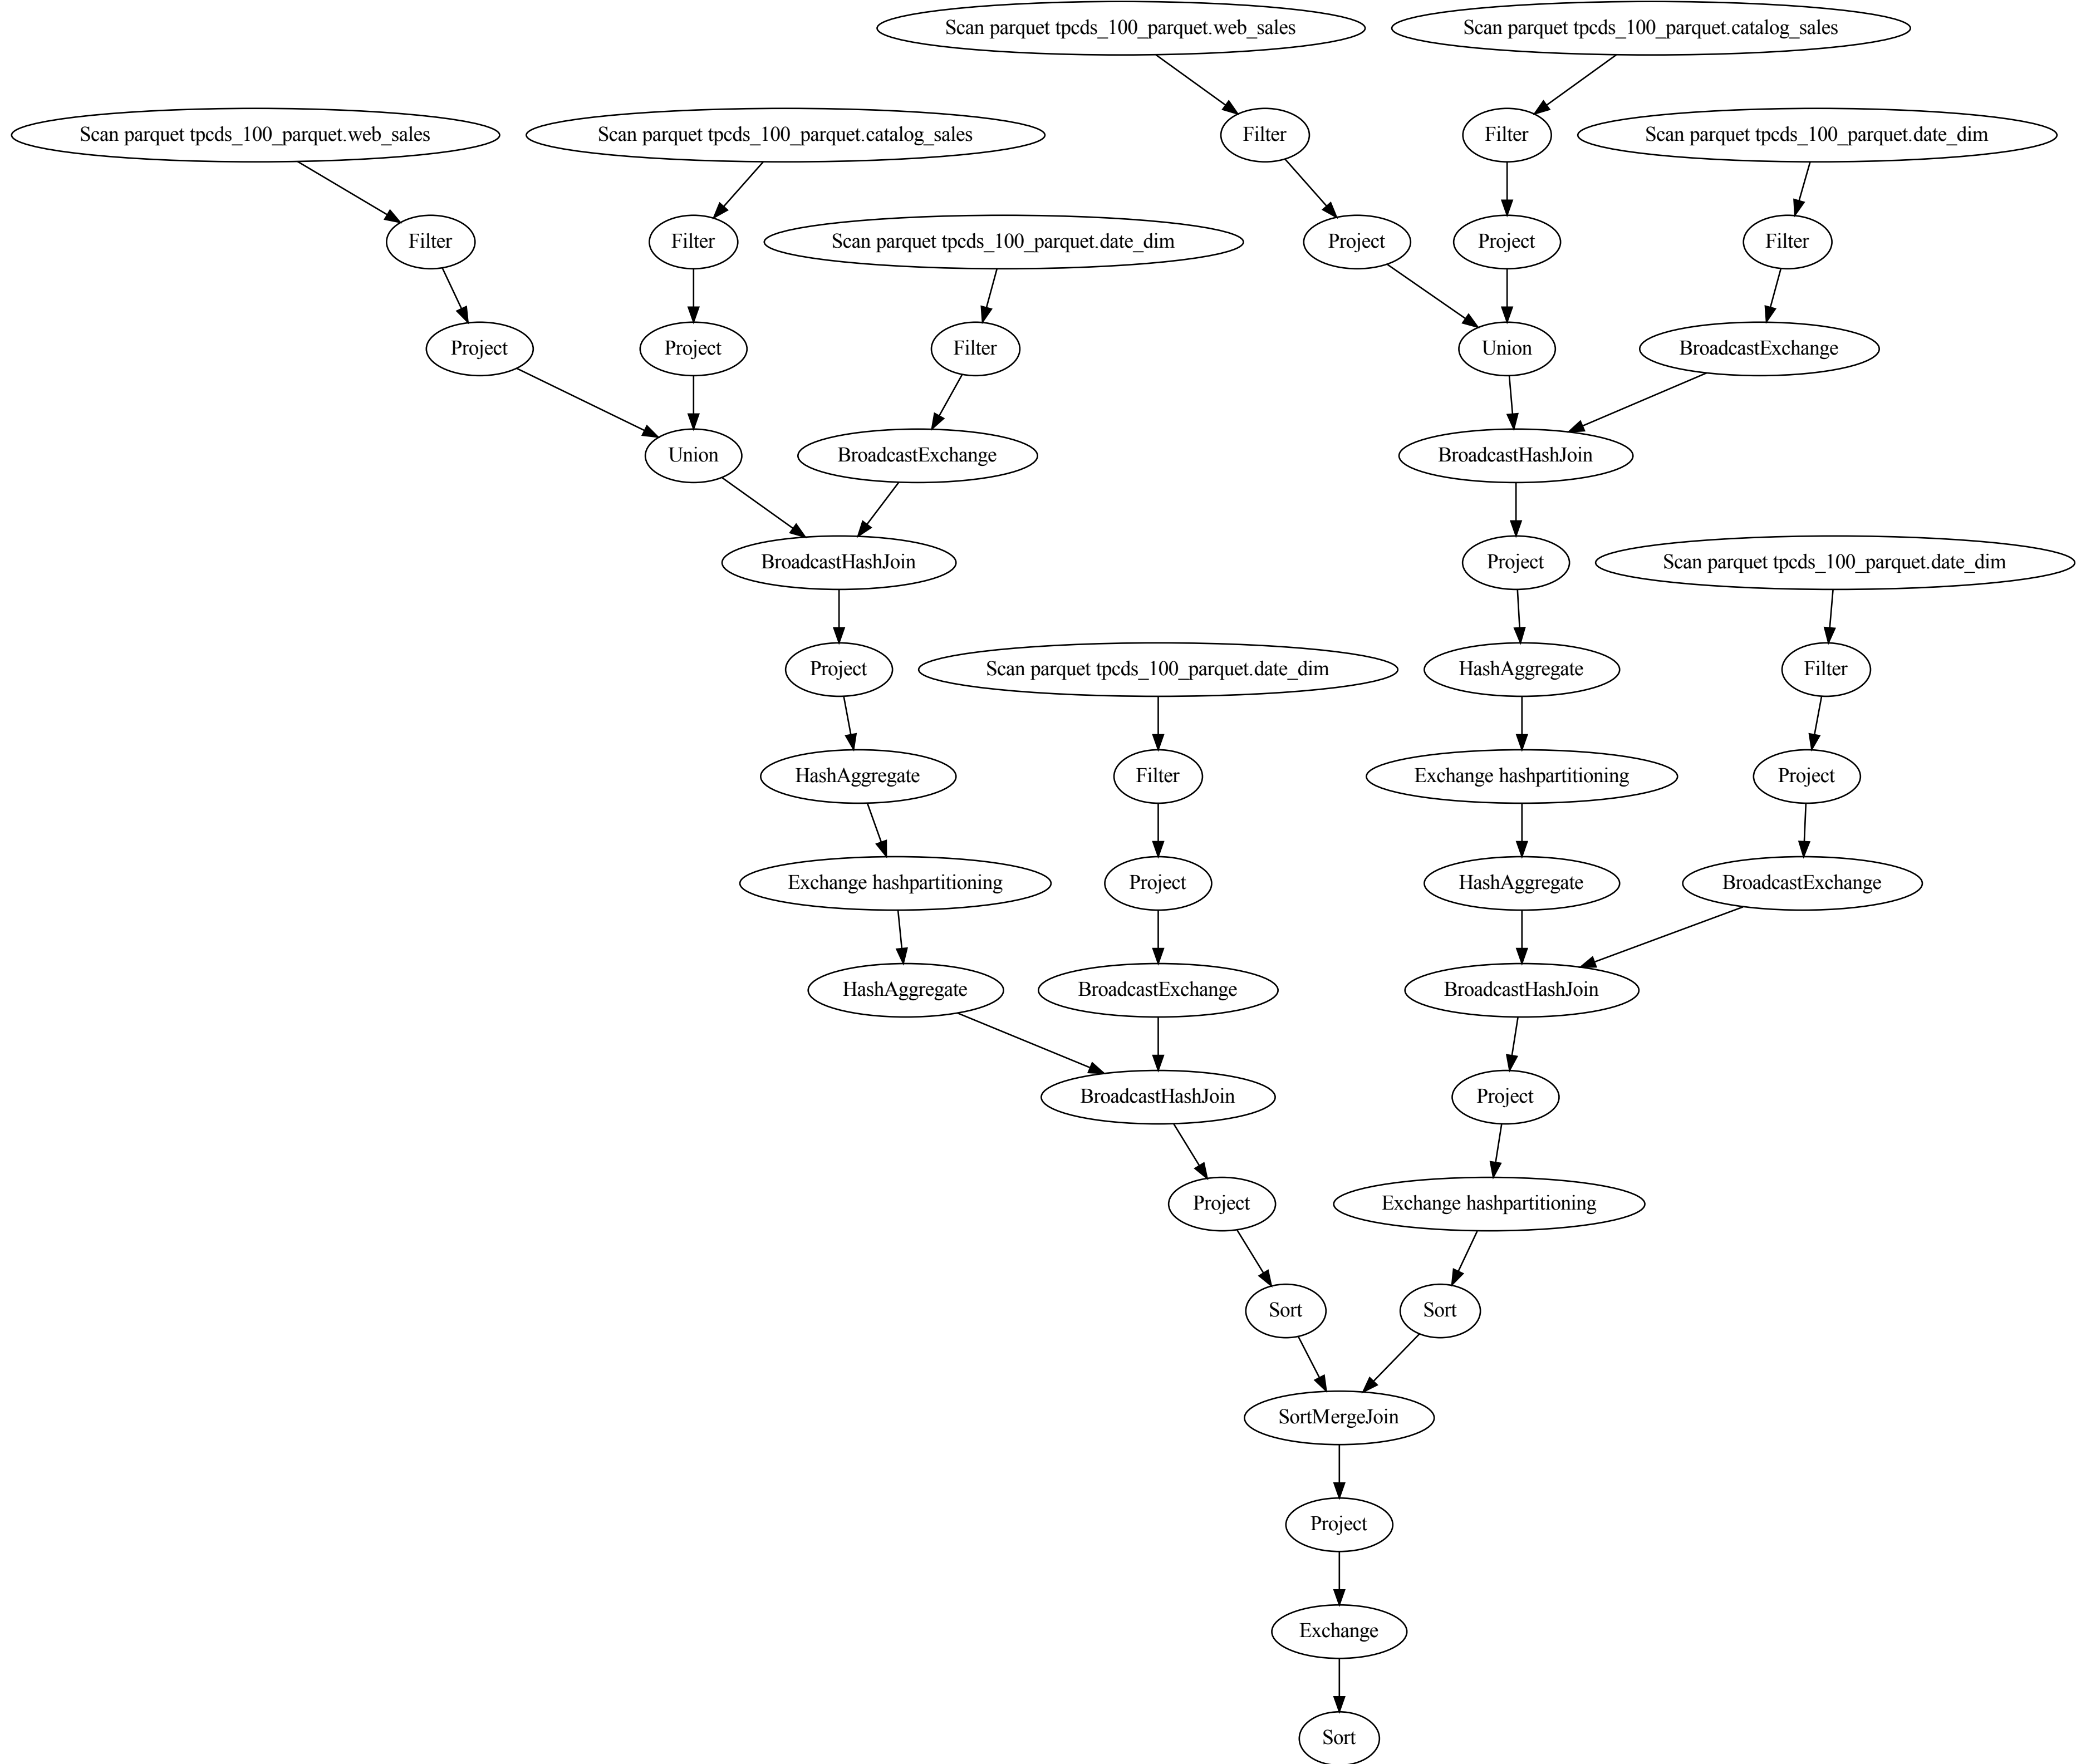 Scan parquet tpcds_100_parquet.web_sales
Scan parquet tpcds_100_parquet.catalog_sales
Scan parquet tpcds_100_parquet.web_sales
Scan parquet tpcds_100_parquet.catalog_sales
Filter
Filter
Scan parquet tpcds_100_parquet.date_dim
Filter
Filter
Scan parquet tpcds_100_parquet.date_dim
Project
Project
Filter
Project
Project
Filter
Union
BroadcastExchange
Union
BroadcastExchange
BroadcastHashJoin
BroadcastHashJoin
Project
Scan parquet tpcds_100_parquet.date_dim
Project
Scan parquet tpcds_100_parquet.date_dim
HashAggregate
Filter
HashAggregate
Filter
Exchange hashpartitioning
Project
Exchange hashpartitioning
Project
HashAggregate
BroadcastExchange
HashAggregate
BroadcastExchange
BroadcastHashJoin
BroadcastHashJoin
Project
Project
Exchange hashpartitioning
Sort
Sort
SortMergeJoin
Project
Exchange
Sort